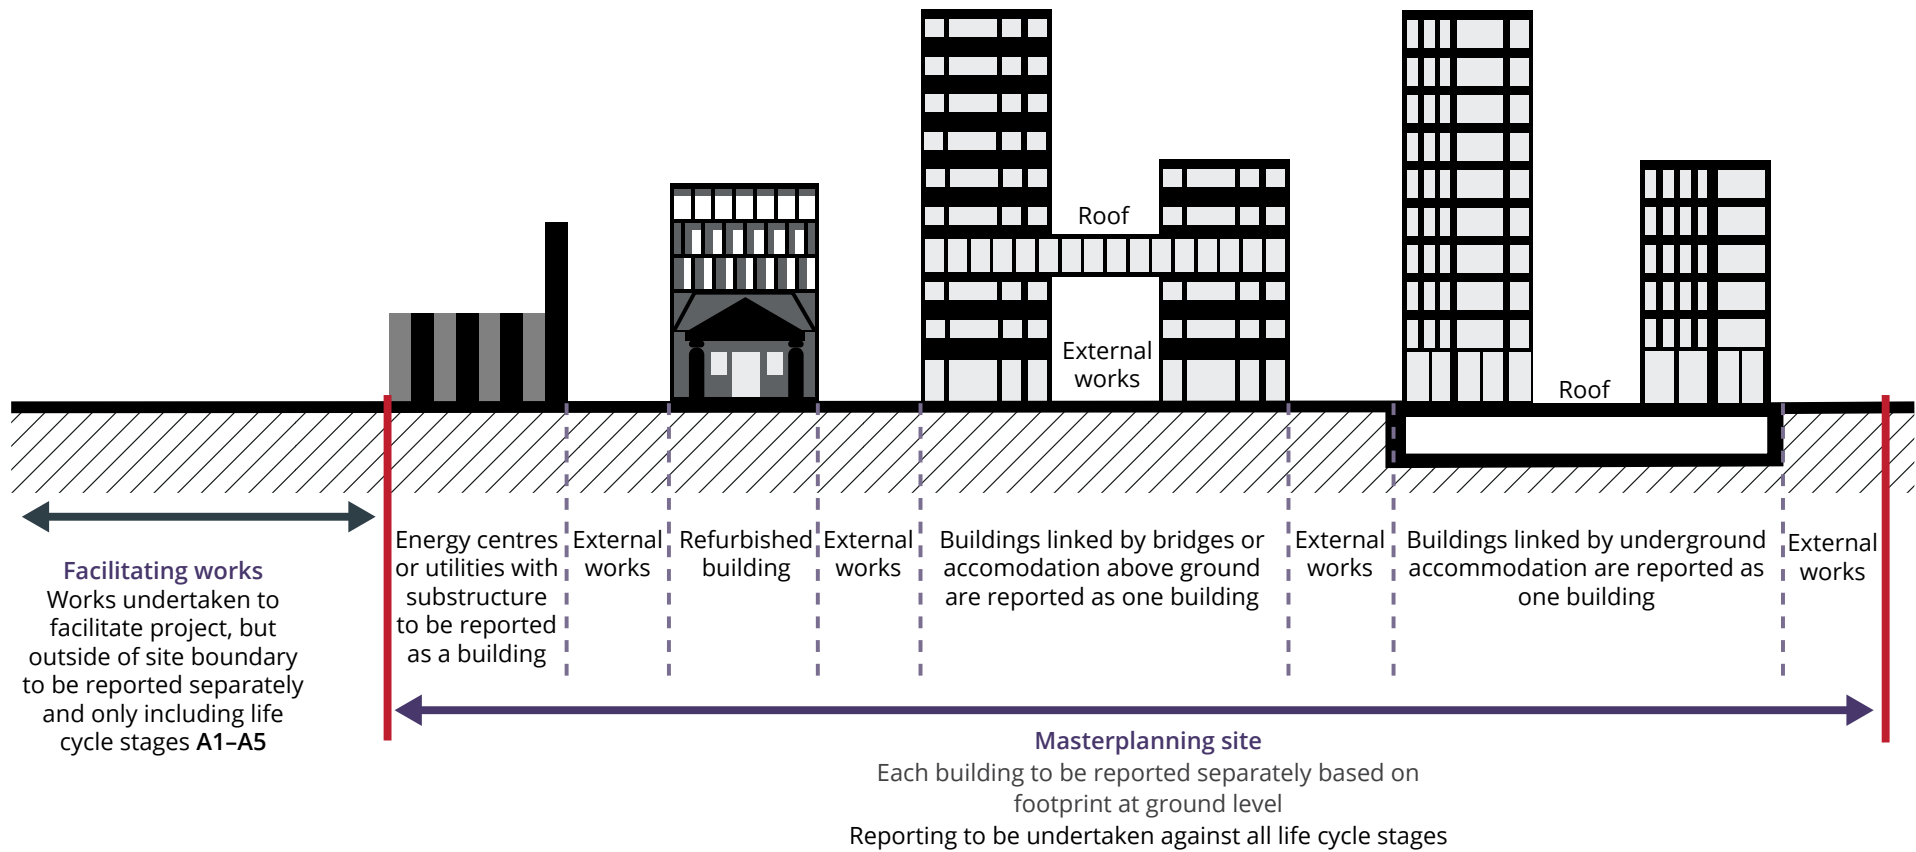 Roof
External
works
Roof
Facilitating works
Works undertaken to
facilitate project, but
outside of site boundary
to be reported separately
and only including life
cycle stages A1–A5
Energy centres
or utilities with
substructure
to be reported
as a building
External
works
Refurbished
building
External
works
Buildings linked by bridges or
accomodation above ground
are reported as one building
External
works
Buildings linked by underground
accommodation are reported as
one building
External
works
Masterplanning site
Each building to be reported separately based on
footprint at ground level
Reporting to be undertaken against all life cycle stages